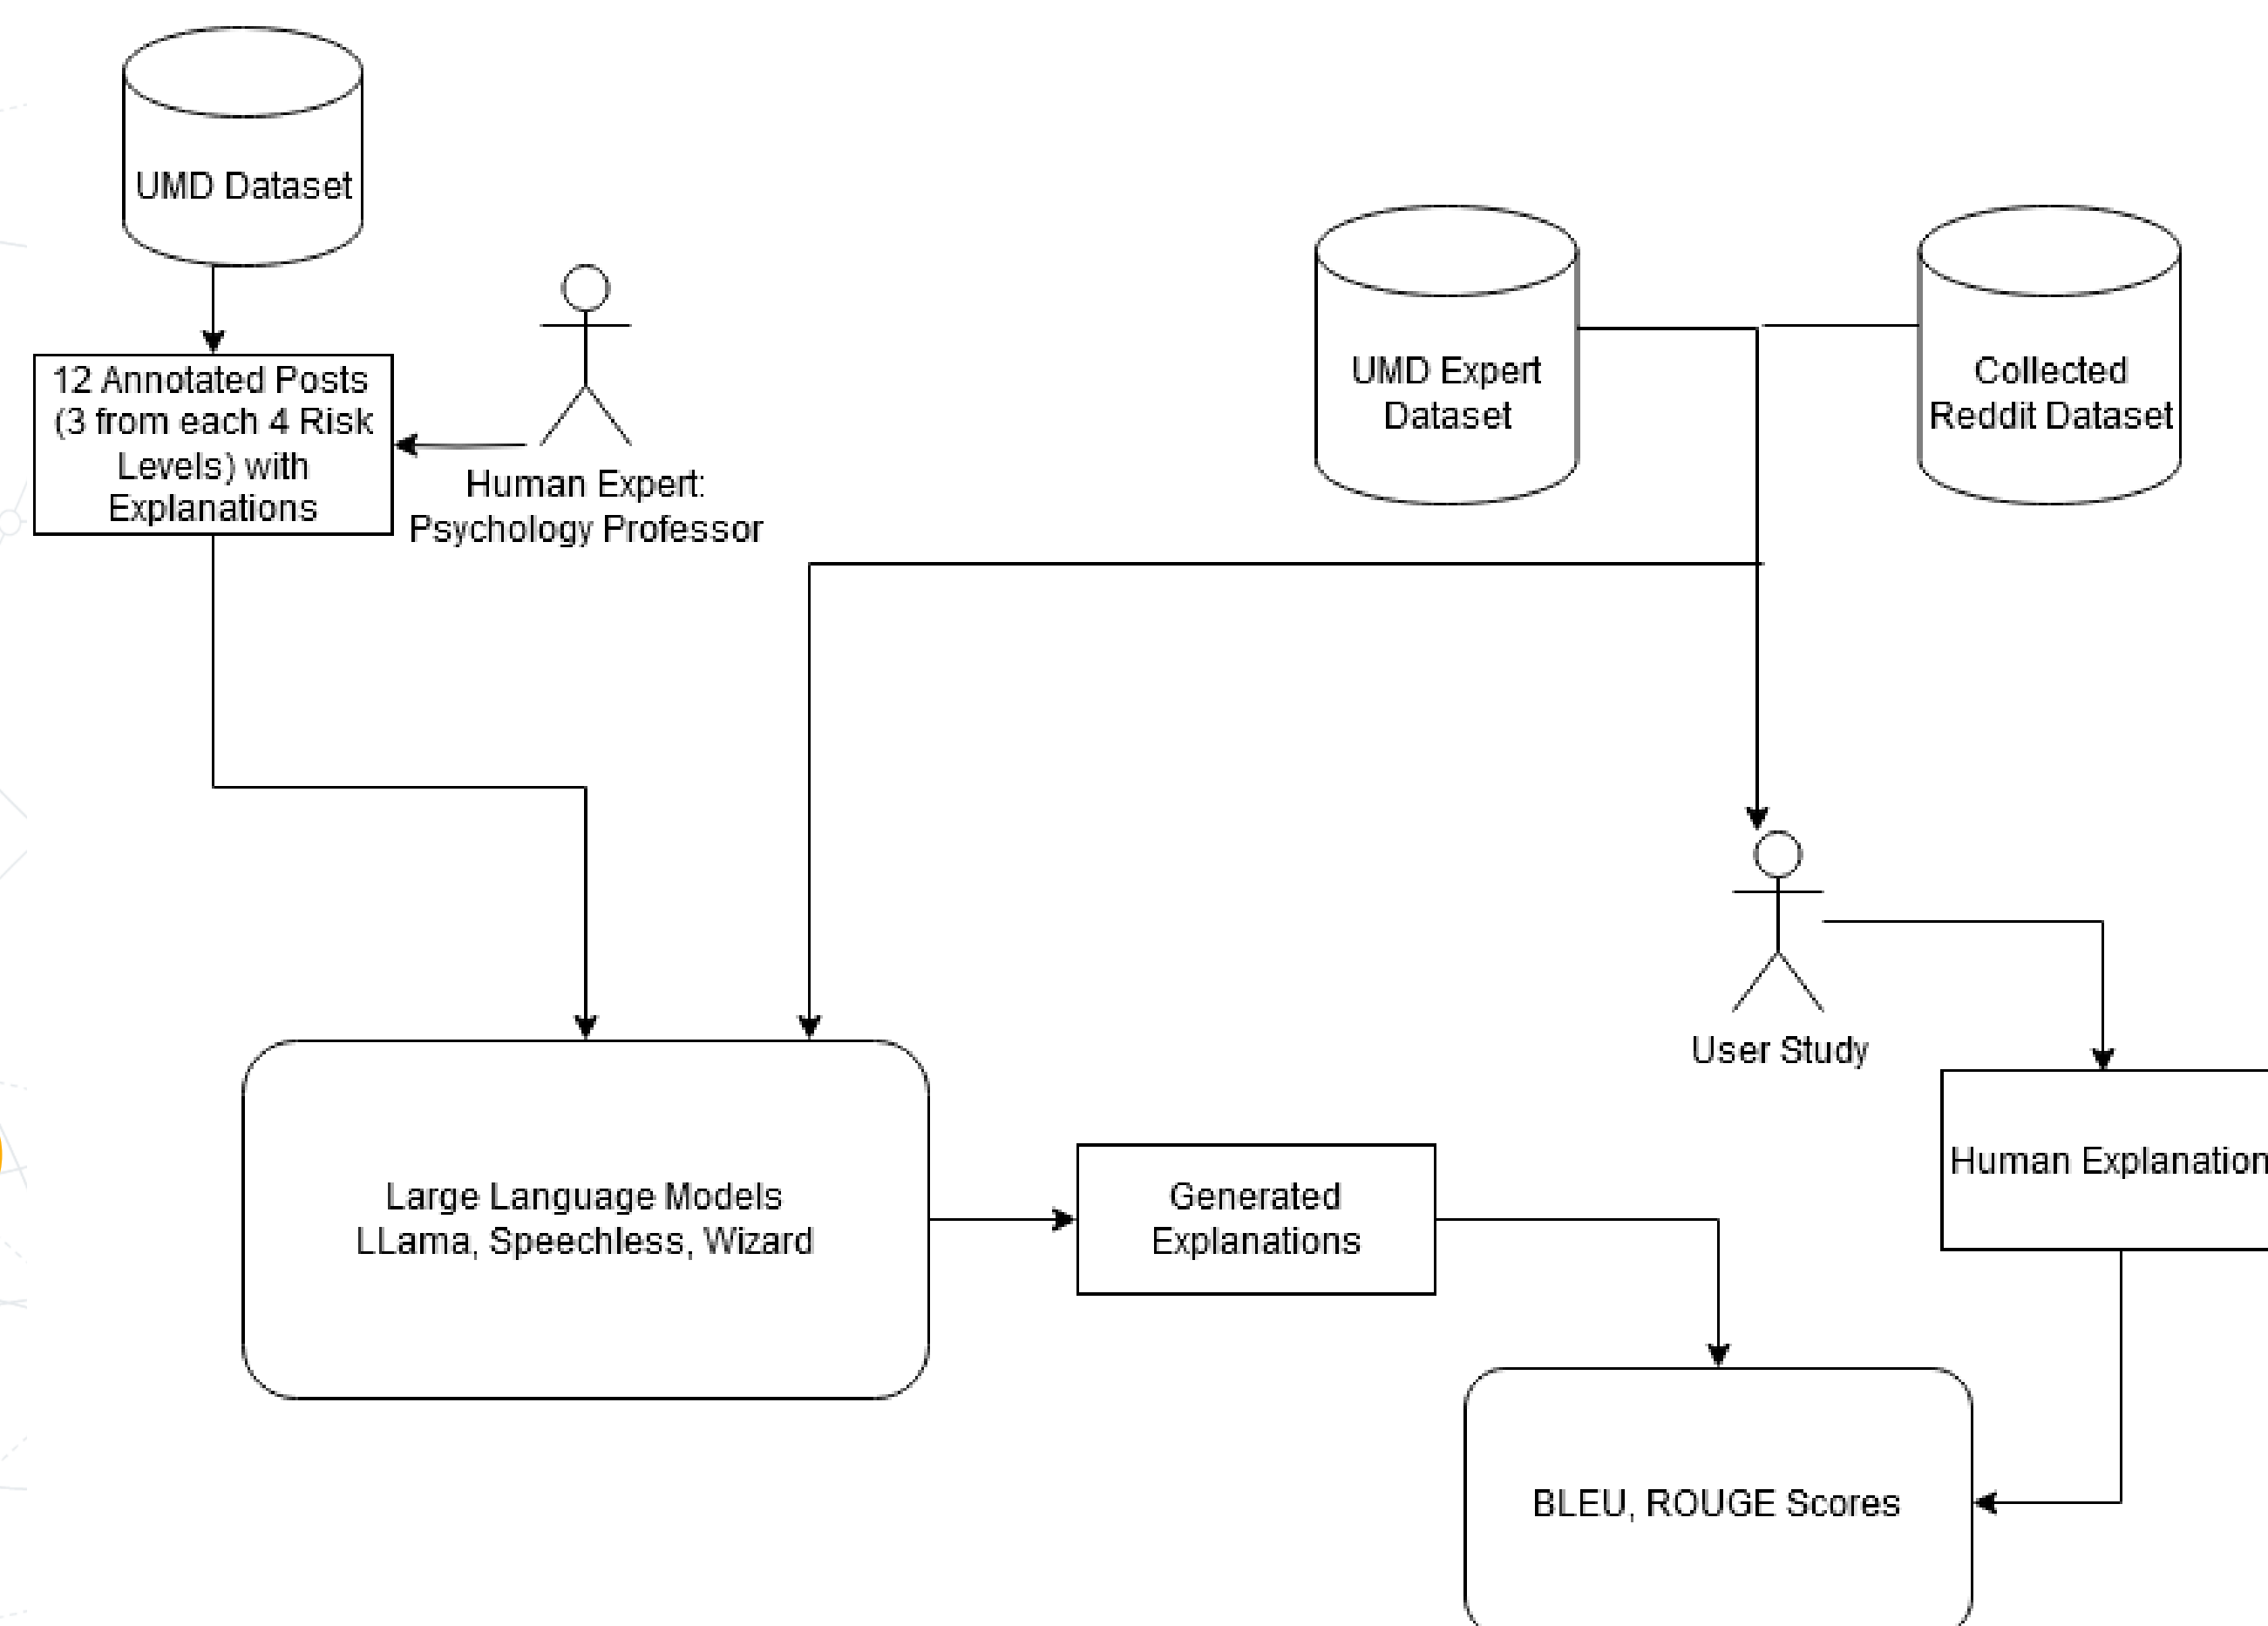 UMD Dataset
12 Annotated Posts
(3 from each 4 Risk
Levels) with
Explanations
Human Expert:
Psychology Professor
UMD Expert
Dataset
Collected
Reddit Dataset
User Study
Human Explanation
Large Language Models
LLama, Speechless, Wizard
Generated
Explanations
BLEU, ROUGE Scores